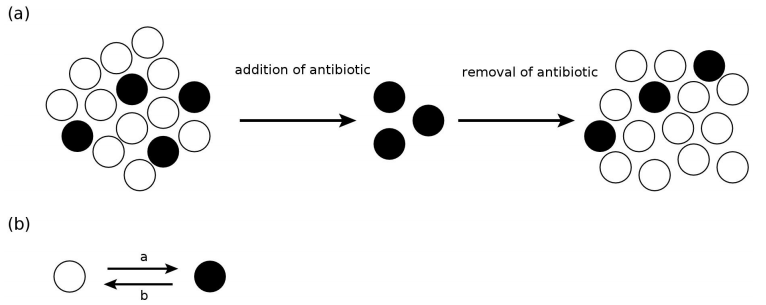 (a)
addition of antibiotic
removal of antibiotic
(b)
a
b